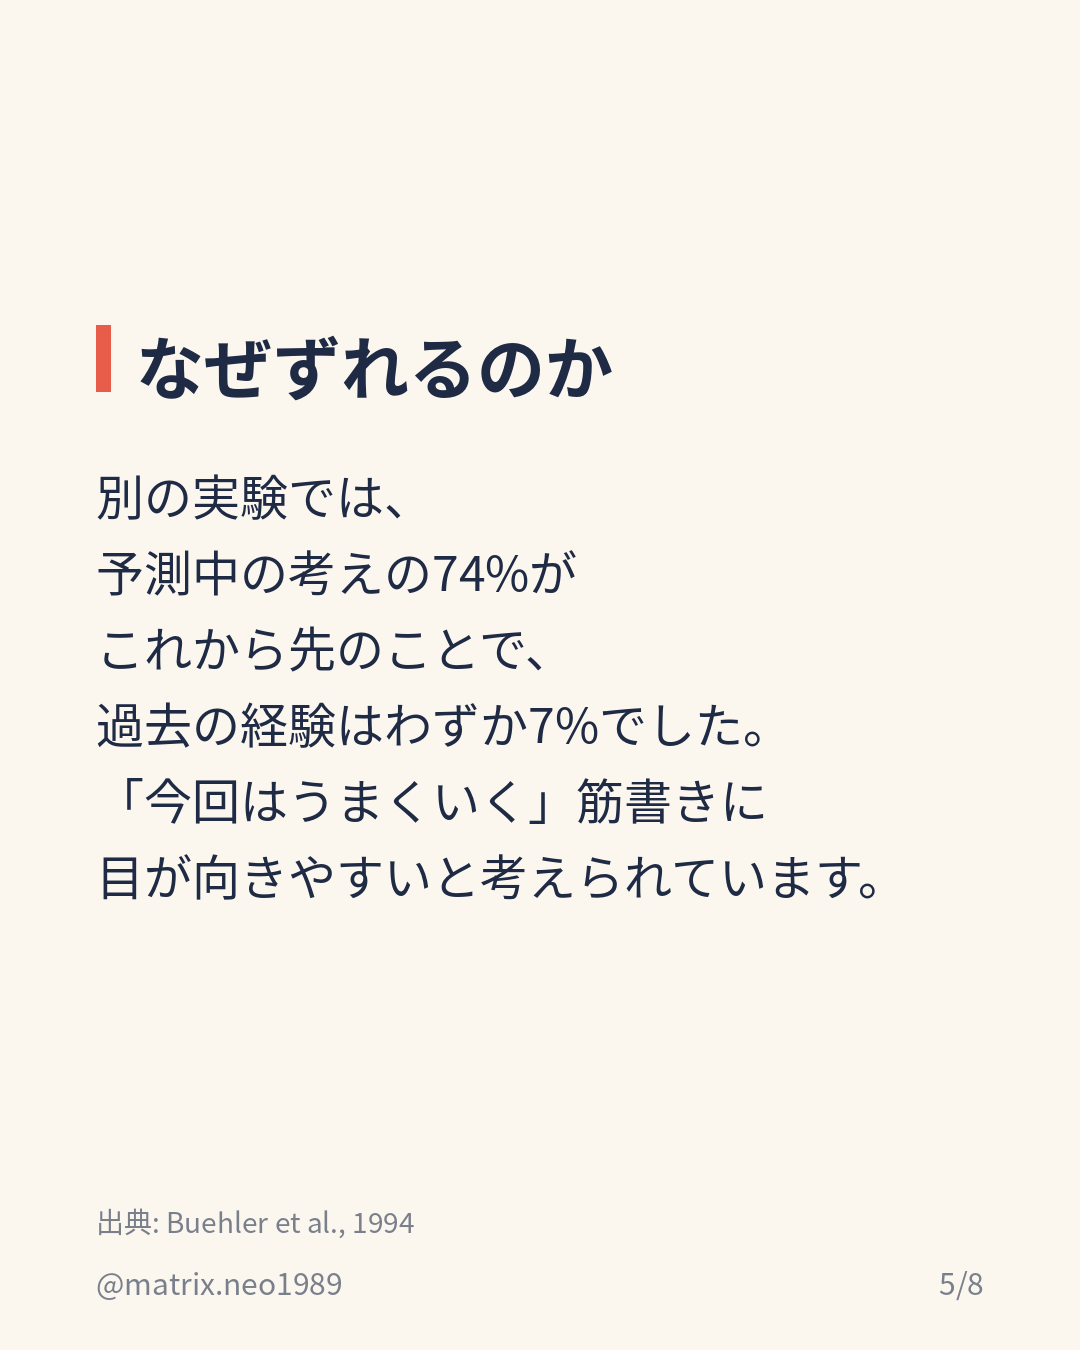 なぜずれるのか
別の実験では、
予測中の考えの74%が
これから先のことで、
過去の経験はわずか7%でした。
「今回はうまくいく」筋書きに
目が向きやすいと考えられています。
出典: Buehler et al., 1994
@matrix.neo1989
5/8